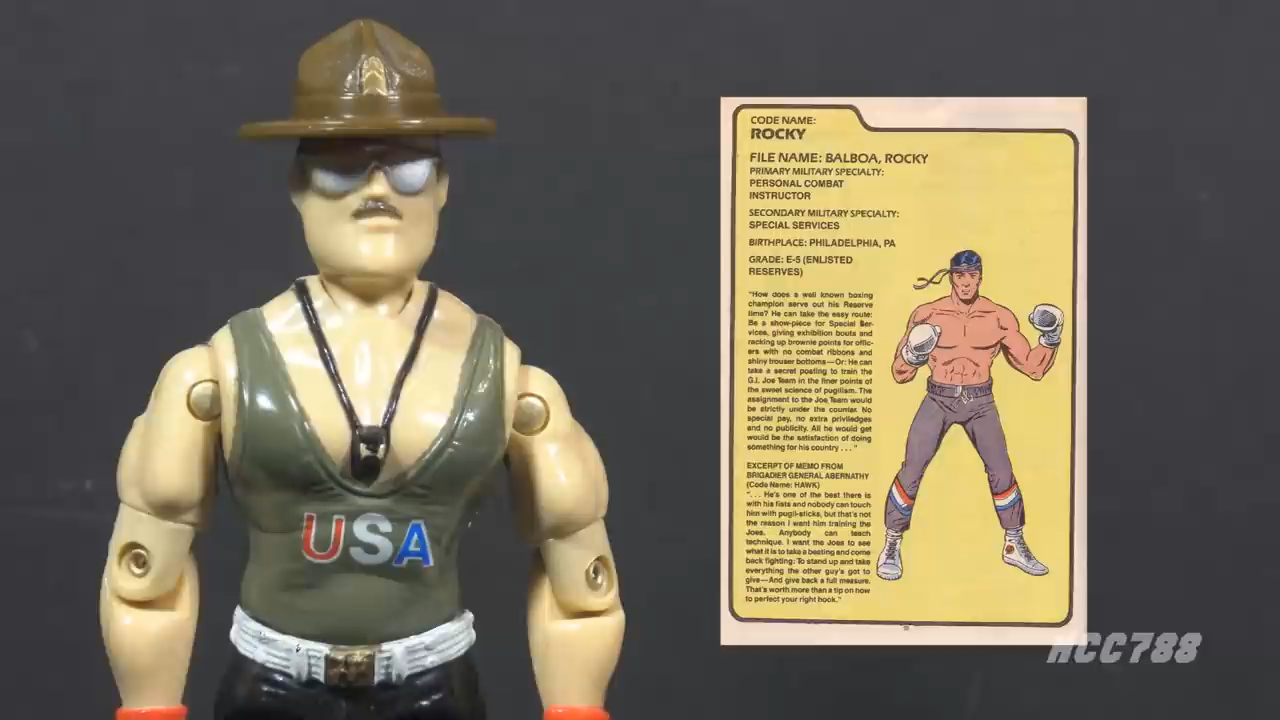 USA
CODE NAME:
ROCKY
FILE NAME: BALBOA, ROCKY
PRIMARY MILITARY SPECIALTY:
PERSONAL COMBAT
INSTRUCTOR
SECONDARY MILITARY SPECIALTY:
SPECIAL SERVICES
BIRTHPLACE: PHILADELPHIA, PA
GRADE: E-5 (ENLISTED
RESERVES)
"How does a well known boxing
champion serve out his Reserve
time? He can take the easy route:
Be a show-piece for Special Ser-
vices, giving exhibition bouts and
racking up brownie points for offic-
ers with no combat ribbons and
shiny trouser bottoms—Or: He can
take a secret posting to train the
G.I. Joe Team in the finer points of
the sweet science of pugilism. The
assignment to the Joe Team would
be strictly under the counter. No
special pay, no extra priviledges
and no publicity. All he would get
would be the satisfaction of doing
something for his country . . ."
EXCERPT OF MEMO FROM
BRIGADIER GENERAL ABERNATHY
(Code Name: HAWK)
". . . He's one of the best there is
with his fists and nobody can touch
him with pugil-sticks, but that's not
the reason I want him training the
Joes. Anybody can teach
technique. I want the Joes to see
what it is to take a beating and come
back fighting: To stand up and take
everything the other guy's got to
give—And give back a full measure.
That's worth more than a tip on how
to perfect your right hook."
HCC788